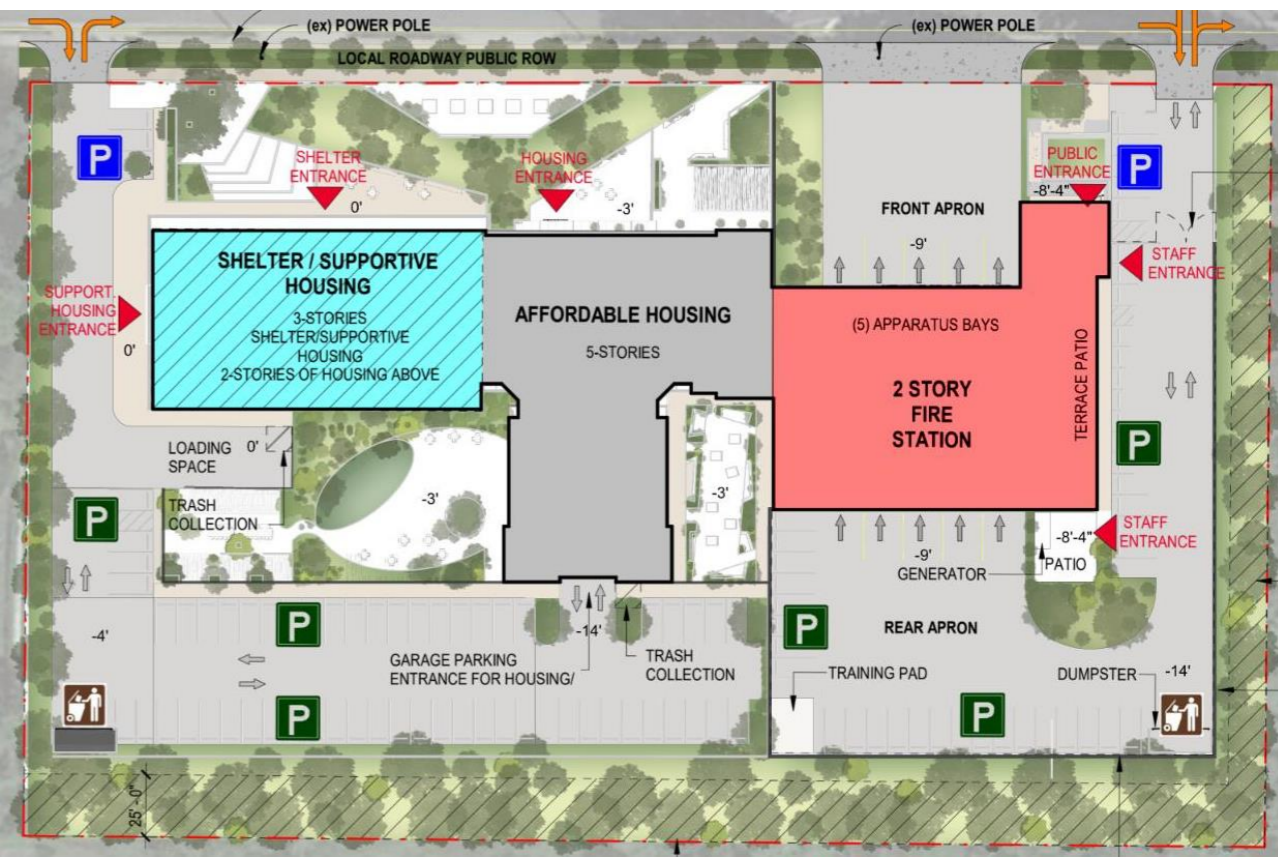 (ex) POWER POLE
(ex) POWER POLE
LOCAL ROADWAY PUBLIC ROW
P
SHELTER
ENTRANCE
0'
HOUSING
ENTRANCE
-3'
PUBLIC
ENTRANCE
-8'-4"
P
FRONT APRON
-9'
STAFF
ENTRANCE
SUPPORT.
HOUSING
ENTRANCE
0'
SHELTER / SUPPORTIVE
HOUSING
3-STORIES
SHELTER/SUPPORTIVE
HOUSING
2-STORIES OF HOUSING ABOVE
AFFORDABLE HOUSING
5-STORIES
(5) APPARATUS BAYS
2 STORY
FIRE
STATION
TERRACE PATIO
P
LOADING
SPACE
0'
TRASH
COLLECTION
P
-3'
-3'
-9'
GENERATOR
-8'-4"
PATIO
STAFF
ENTRANCE
-4'
P
-14'
GARAGE PARKING
ENTRANCE FOR HOUSING/
TRASH
COLLECTION
P
REAR APRON
TRAINING PAD
DUMPSTER
-14'
P
P
25' -0"